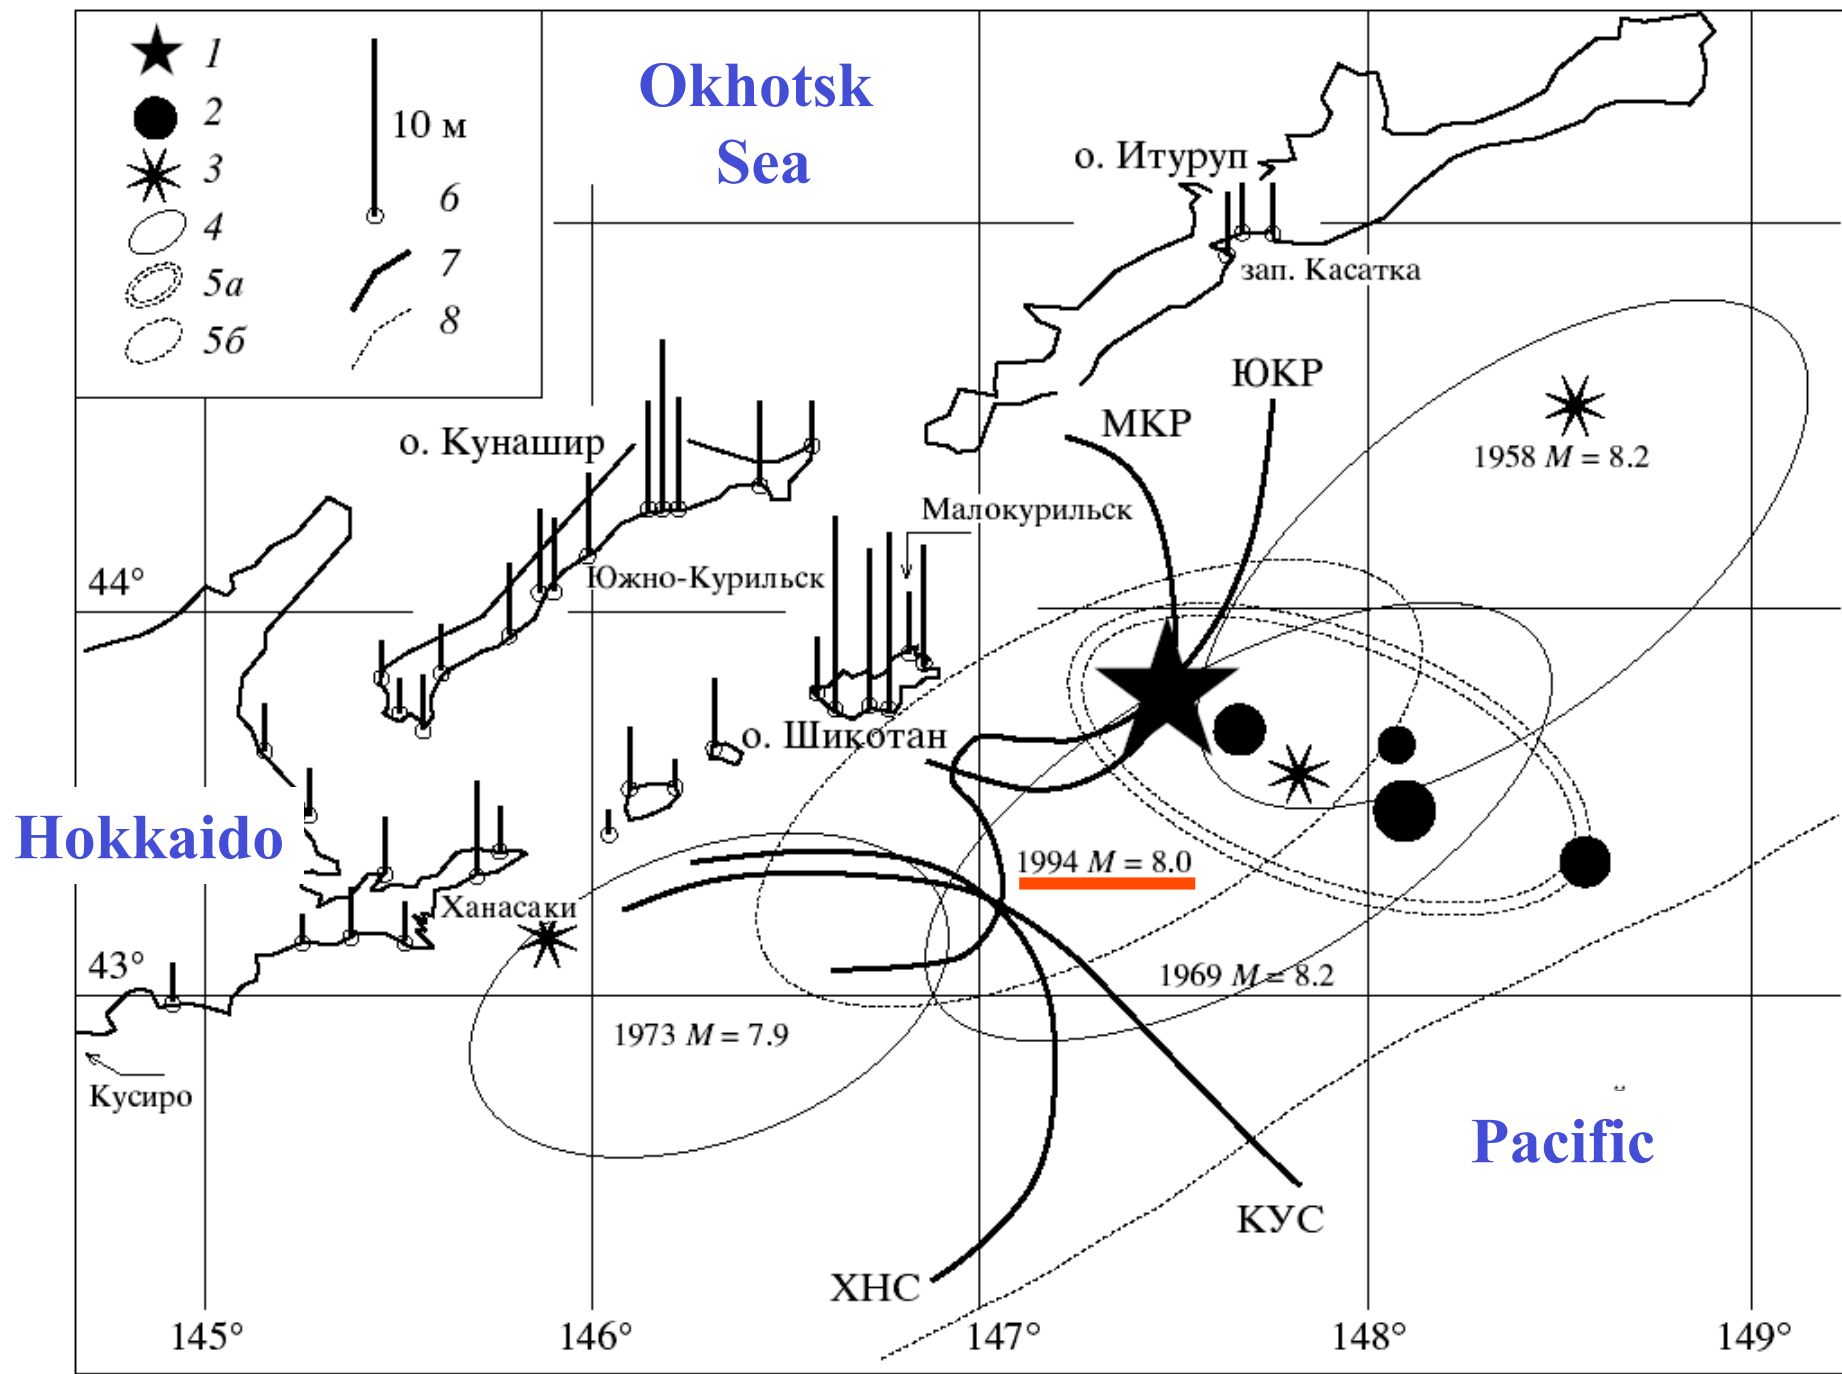 1
2
3
4
5а
5б
10 м
6
7
8
Okhotsk
Sea
о. Итуруп
зап. Касатка
ЮКР
МКР
о. Кунашир
1958 M = 8.2
Малокурильск
44°
Южно-Курильск
о. Шикотан
Hokkaido
1994 M = 8.0
Ханасаки
43°
1969 M = 8.2
1973 M = 7.9
Кусиро
Pacific
КУС
ХНС
145°
146°
147°
148°
149°